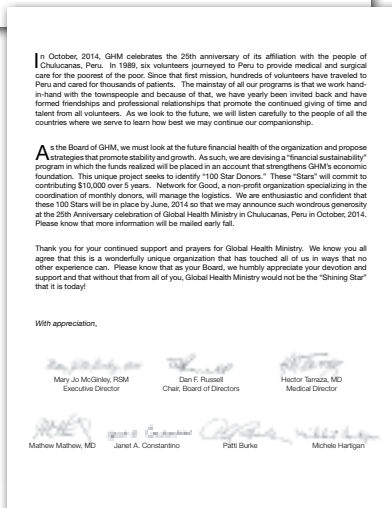 In October, 2014, GHM celebrates the 25th anniversary of its affiliation with the people of
Chulucanas, Peru. In 1989, six volunteers journeyed to Peru to provide medical and surgical
care for the poorest of the poor. Since that first mission, hundreds of volunteers have traveled to
Peru and cared for thousands of patients. The mainstay of all our programs is that we work hand-
in-hand with the townspeople and because of that, we have yearly been invited back and have
formed friendships and professional relationships that promote the continued giving of time and
talent from all volunteers. As we look to the future, we will listen carefully to the people of all the
countries where we serve to learn how best we may continue our companionship.
As the Board of GHM, we must look at the future financial health of the organization and propose
strategies that promote stability and growth. As such, we are devising a "financial sustainability"
program in which the funds realized will be placed in an account that strengthens GHM's economic
foundation. This unique project seeks to identify "100 Star Donors." These "Stars" will commit to
contributing $10,000 over 5 years. Network for Good, a non-profit organization specializing in the
coordination of monthly donors, will manage the logistics. We are enthusiastic and confident that
these 100 Stars will be in place by June, 2014 so that we may announce such wondrous generosity
at the 25th Anniversary celebration of Global Health Ministry in Chulucanas, Peru in October, 2014.
Please know that more information will be mailed early fall.
Thank you for your continued support and prayers for Global Health Ministry. We know you all
agree that this is a wonderfully unique organization that has touched all of us in ways that no
other experience can. Please know that as your Board, we humbly appreciate your devotion and
support and that without that from all of you, Global Health Ministry would not be the "Shining Star"
that it is today!
With appreciation,
Mary Jo McGinley, RSM Dan F. Russell Hector Tarraza, MD
Executive Director Chair, Board of Directors Medical Director
Mathew Mathew, MD Janet A. Constantino Patti Burke Michele Hartigan